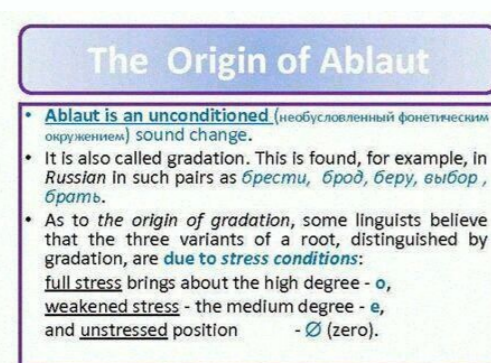 The Origin of Ablaut
• Ablaut is an unconditioned (необусловленный фонетическим
окружением) sound change.
• It is also called gradation. This is found, for example, in
Russian in such pairs as брести, брод, беру, выбор ,
брать.
• As to the origin of gradation, some linguists believe
that the three variants of a root, distinguished by
gradation, are due to stress conditions:
full stress brings about the high degree - o,
weakened stress - the medium degree - e,
and unstressed position - Ø (zero).